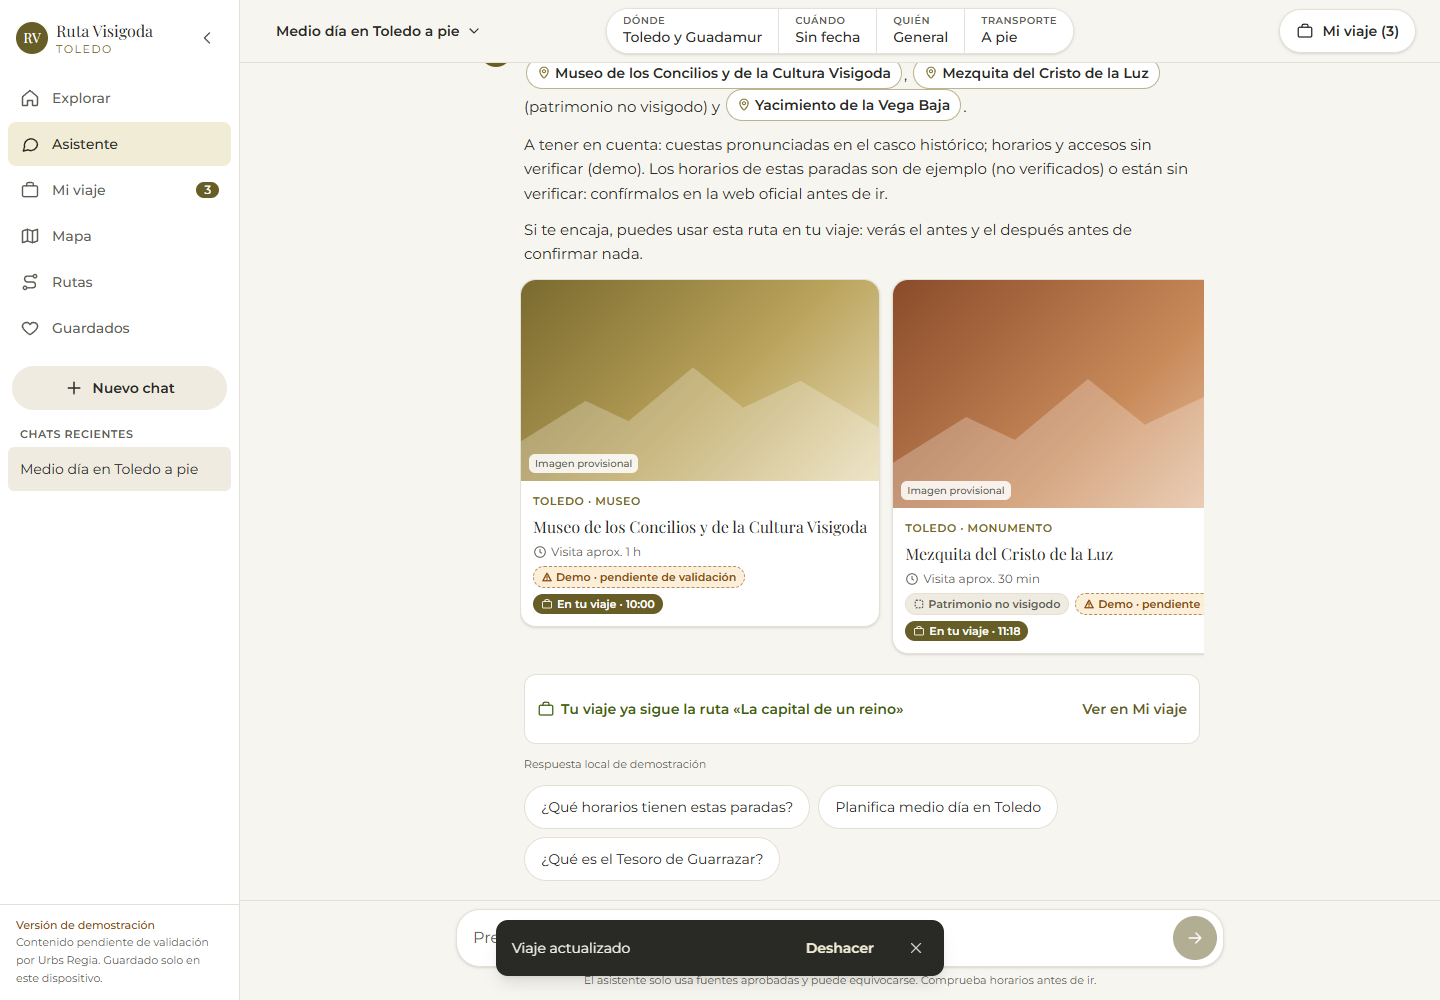 RV
Ruta Visigoda
TOLEDO
Explorar
Asistente
Mi viaje 3
Mapa
Rutas
Guardados
Nuevo chat
CHATS RECIENTES
Medio día en Toledo a pie
Versión de demostración
Contenido pendiente de validación
por Urbs Regia. Guardado solo en
este dispositivo.
Medio día en Toledo a pie
DÓNDE
Toledo y Guadamur
CUÁNDO
Sin fecha
QUIÉN
General
TRANSPORTE
A pie
Mi viaje (3)
Museo de los Concilios y de la Cultura Visigoda , Mezquita del Cristo de la Luz
(patrimonio no visigodo) y Yacimiento de la Vega Baja .
A tener en cuenta: cuestas pronunciadas en el casco histórico; horarios y accesos sin
verificar (demo). Los horarios de estas paradas son de ejemplo (no verificados) o están sin
verificar: confírmalos en la web oficial antes de ir.
Si te encaja, puedes usar esta ruta en tu viaje: verás el antes y el después antes de
confirmar nada.
Imagen provisional
TOLEDO · MUSEO
Museo de los Concilios y de la Cultura Visigoda
Visita aprox. 1 h
Demo · pendiente de validación
En tu viaje · 10:00
Imagen provisional
TOLEDO · MONUMENTO
Mezquita del Cristo de la Luz
Visita aprox. 30 min
Patrimonio no visigodo Demo · pendiente
En tu viaje · 11:18
Tu viaje ya sigue la ruta «La capital de un reino» Ver en Mi viaje
Respuesta local de demostración
¿Qué horarios tienen estas paradas? Planifica medio día en Toledo
¿Qué es el Tesoro de Guarrazar?
Viaje actualizado Deshacer
El asistente solo usa fuentes aprobadas y puede equivocarse. Comprueba horarios antes de ir.